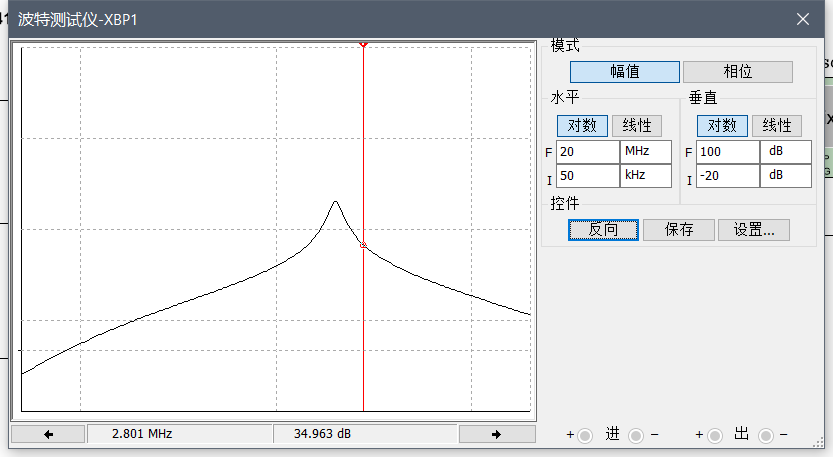 波特测试仪-XBP1
模式
幅值 相位
水平 垂直
对数 线性 对数 线性
F 20 MHz F 100 dB
I 50 kHz I -20 dB
控件
反向 保存 设置...
2.801 MHz 34.963 dB
+ 进 − + 出 −